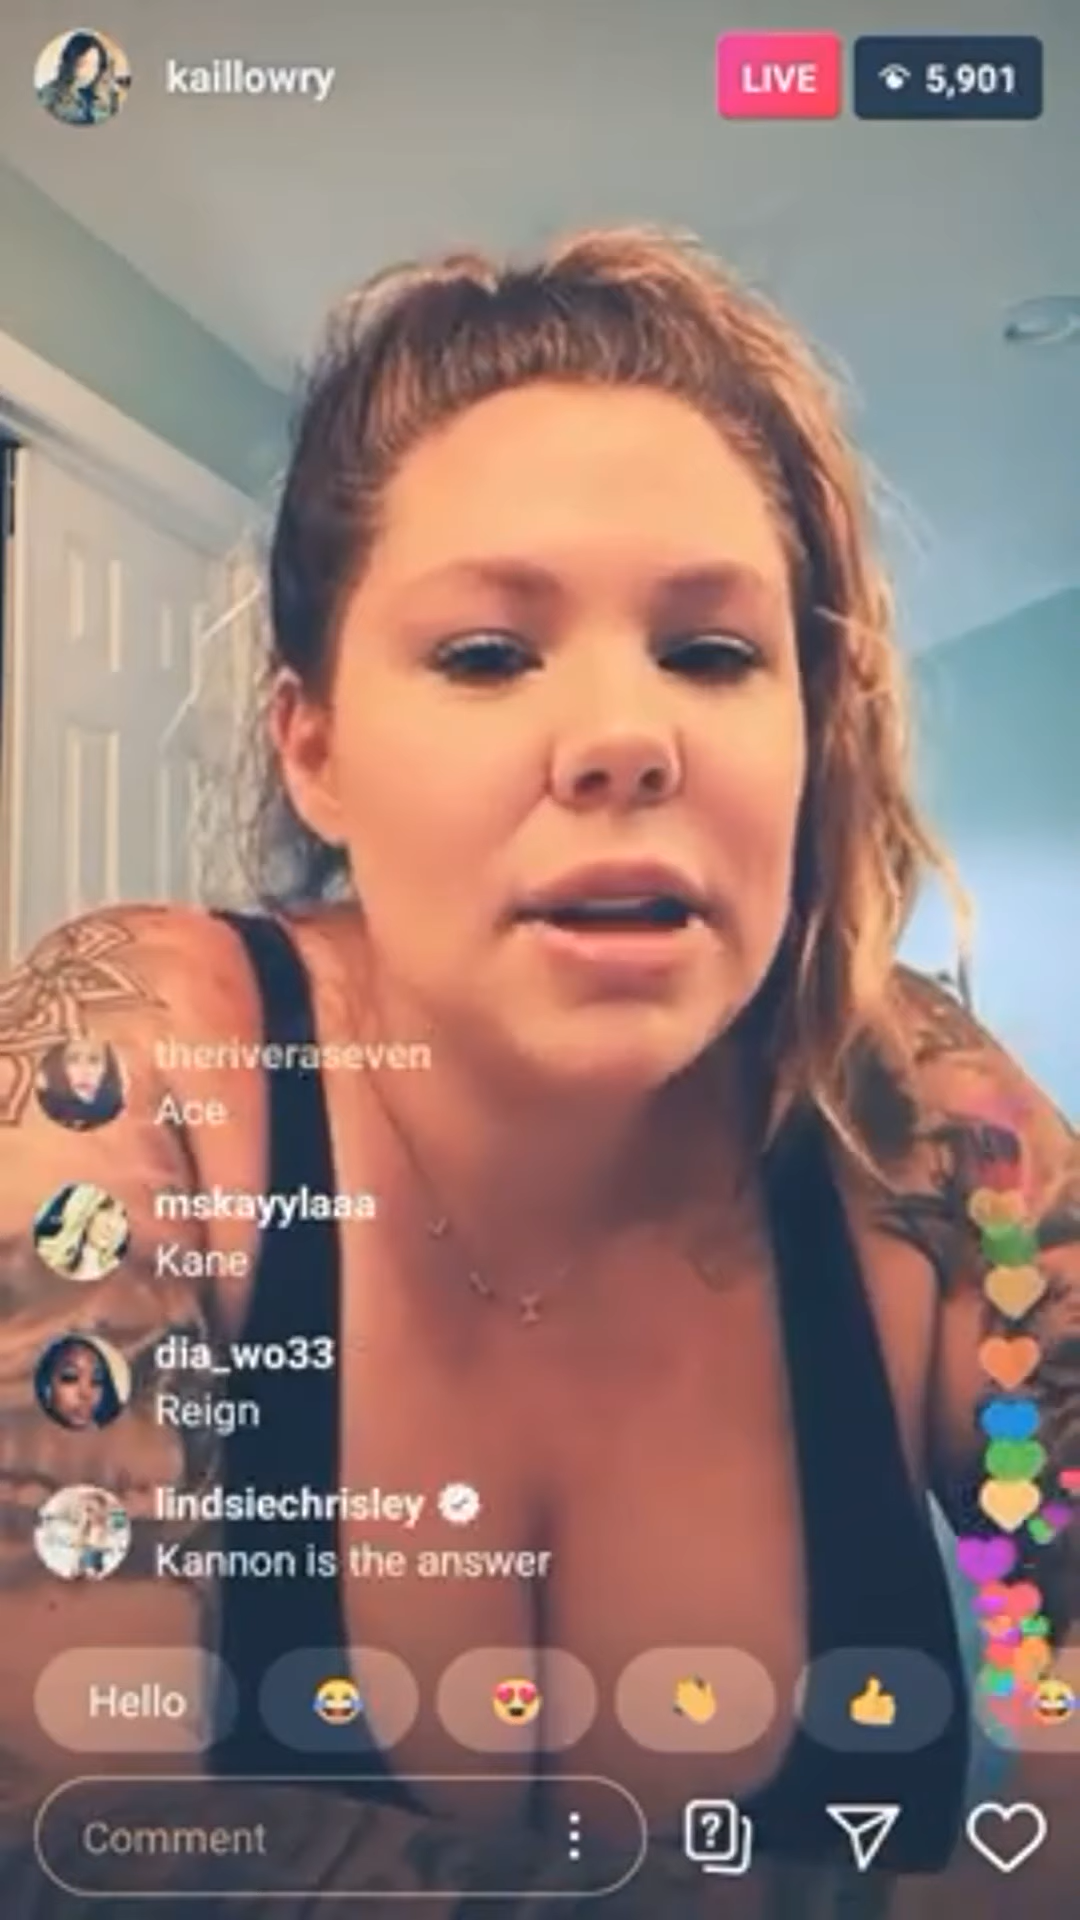 kaillowry
LIVE
5,901
theriveraseven
Ace
mskayylaaa
Kane
dia_wo33
Reign
lindsiechrisley
Kannon is the answer
Hello
Comment
?